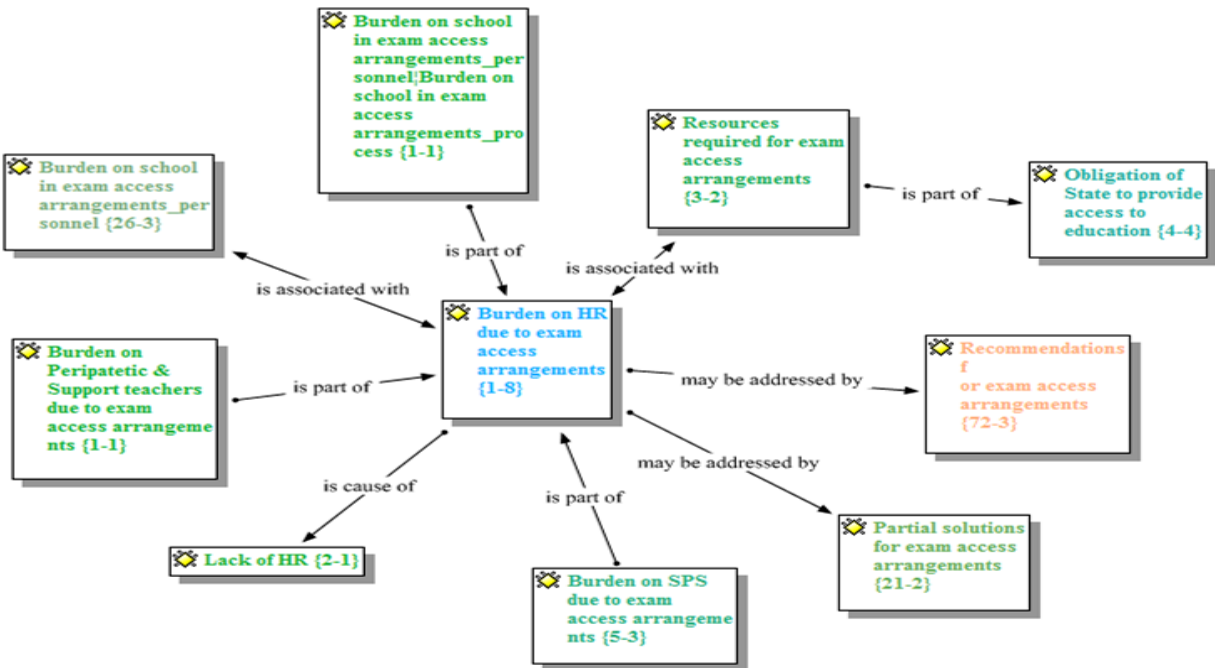 Burden on school
in exam access
arrangements_per
sonnel¦Burden on
school in exam
access
arrangements_pro
cess {1-1}
Resources
required for exam
access
arrangements
{3-2}
Burden on school
in exam access
arrangements_pe
rsonnel {26-3}
Obligation of
State to provide
access to
education {4-4}
is part of
is part of
is associated with
is associated with
Burden on HR
due to exam
access
arrangements
{1-8}
Burden on
Peripatetic &
Support teachers
due to exam
access arrangeme
nts {1-1}
is part of
may be addressed by
Recommendations
f
or exam access
arrangements
{72-3}
may be addressed by
is cause of
is part of
Partial solutions
for exam access
arrangements
{21-2}
Lack of HR {2-1}
Burden on SPS
due to exam
access arrangeme
nts {5-3}